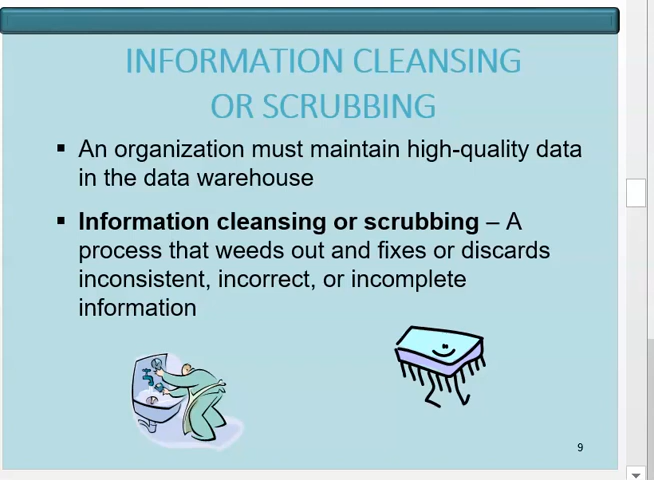 INFORMATION CLEANSING
OR SCRUBBING
▪ An organization must maintain high-quality data
in the data warehouse
▪ Information cleansing or scrubbing – A
process that weeds out and fixes or discards
inconsistent, incorrect, or incomplete
information
9